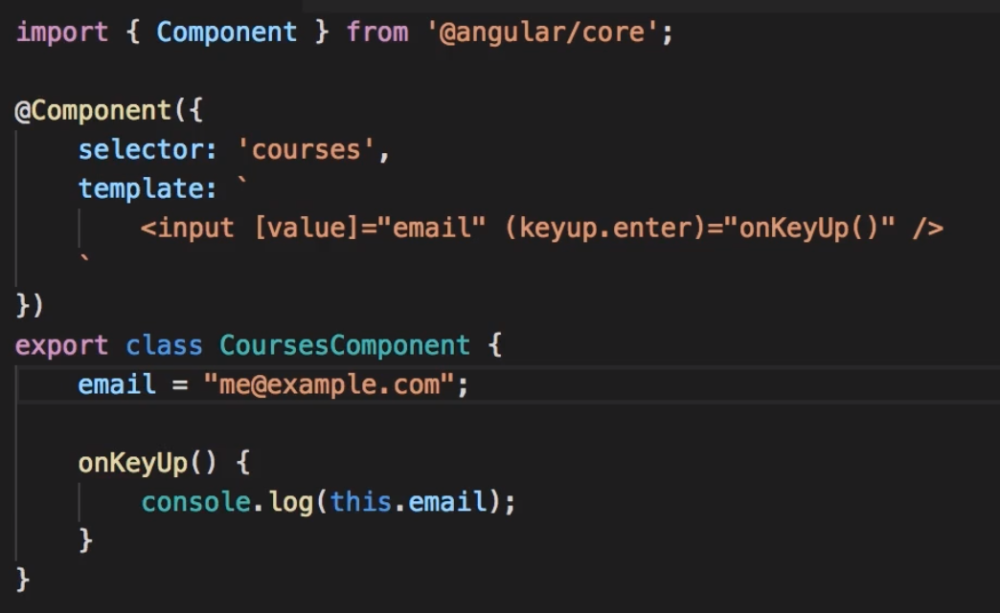 import { Component } from '@angular/core';
@Component({
selector: 'courses',
template: `
<input [value]="email" (keyup.enter)="onKeyUp()" />
`
})
export class CoursesComponent {
email = "me@example.com";
onKeyUp() {
console.log(this.email);
}
}